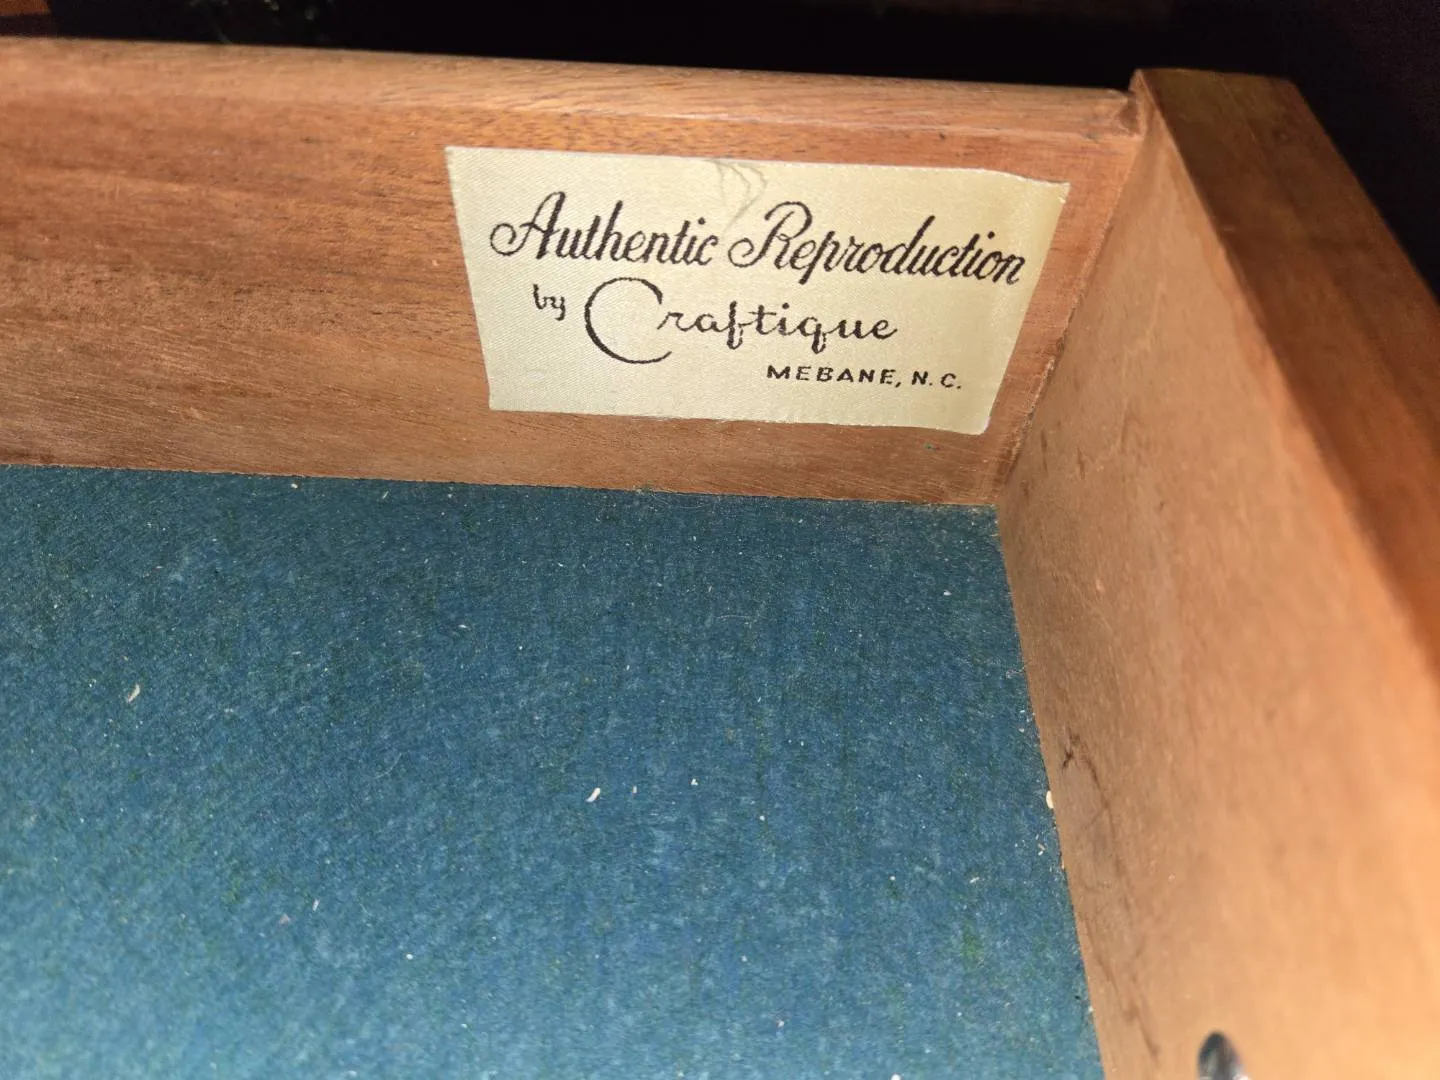 Authentic Reproduction
by Craftique
MEBANE, N.C.